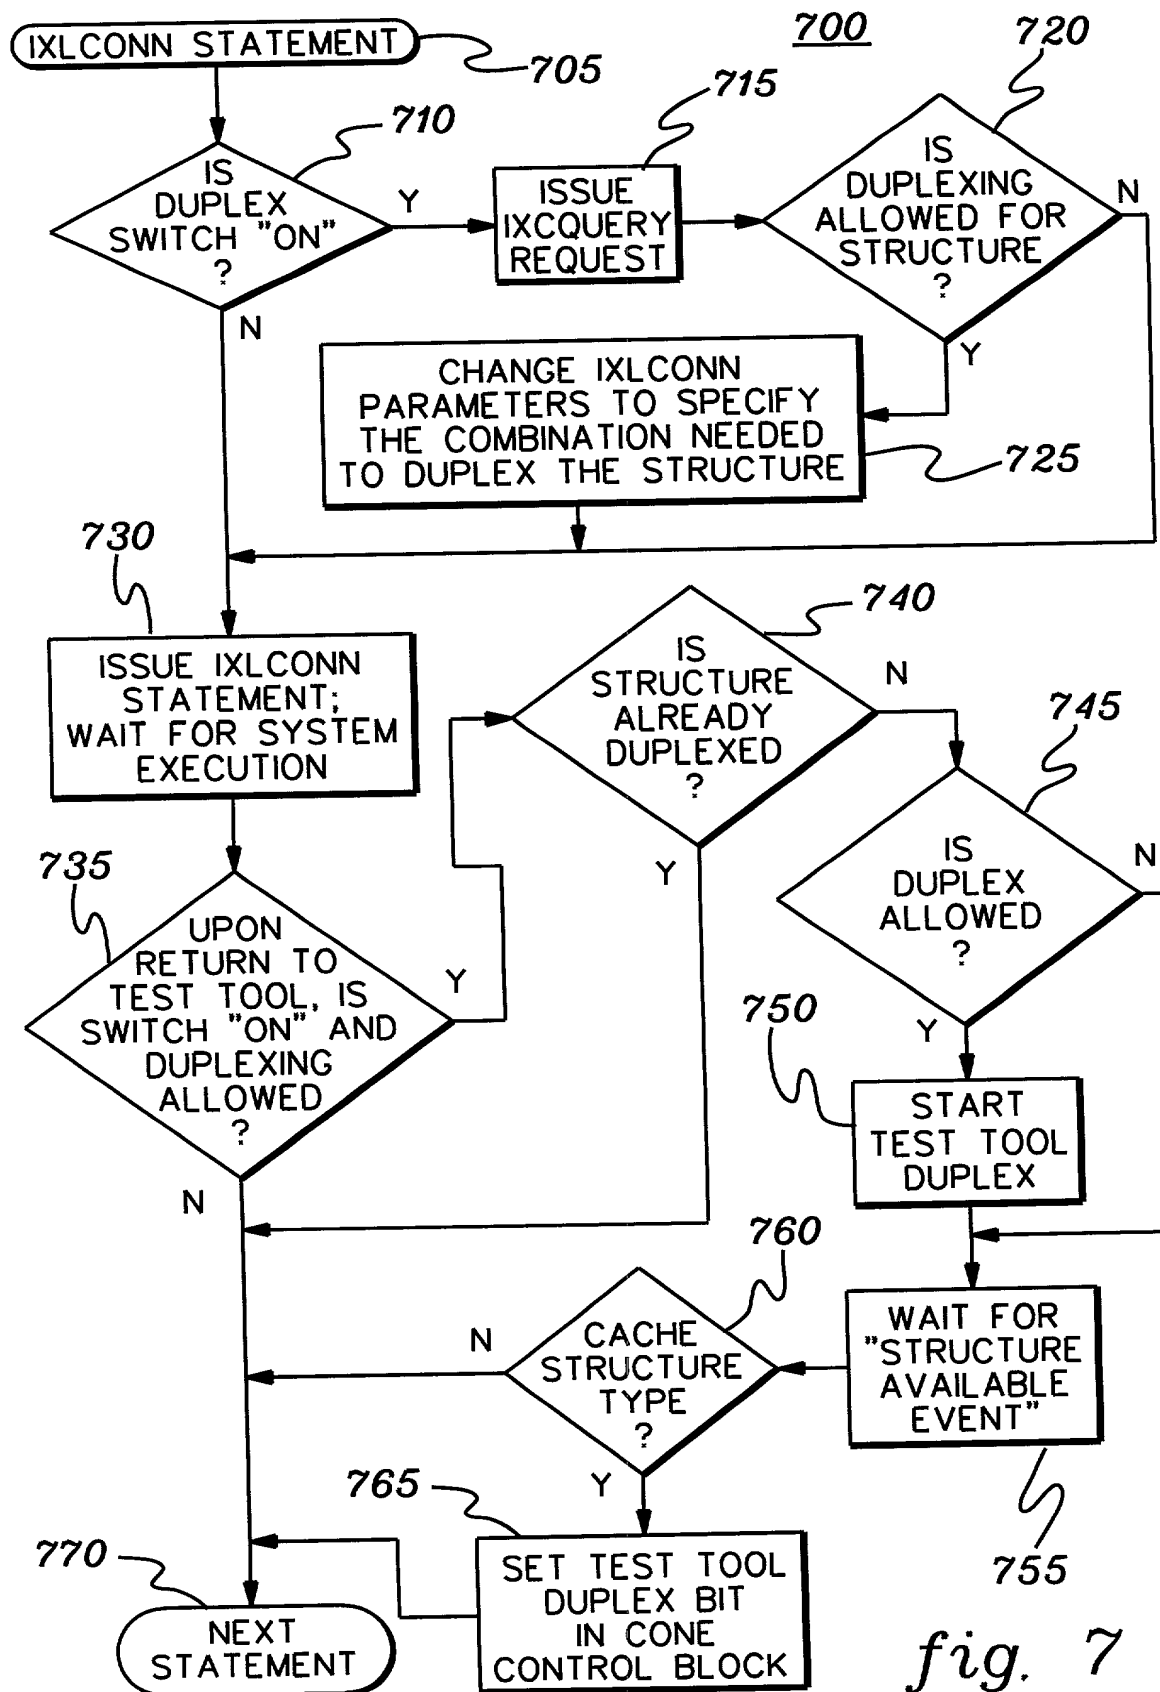 700
IXLCONN STATEMENT
705
710
IS
DUPLEX
SWITCH "ON"
?
Y
N
715
ISSUE
IXCQUERY
REQUEST
720
IS
DUPLEXING
ALLOWED FOR
STRUCTURE
?
N
Y
CHANGE IXLCONN
PARAMETERS TO SPECIFY
THE COMBINATION NEEDED
TO DUPLEX THE STRUCTURE
725
730
ISSUE IXLCONN
STATEMENT;
WAIT FOR SYSTEM
EXECUTION
735
UPON
RETURN TO
TEST TOOL, IS
SWITCH "ON" AND
DUPLEXING
ALLOWED
?
Y
N
740
IS
STRUCTURE
ALREADY
DUPLEXED
?
N
Y
745
IS
DUPLEX
ALLOWED
?
N
Y
750
START
TEST TOOL
DUPLEX
WAIT FOR
"STRUCTURE
AVAILABLE
EVENT"
755
760
CACHE
STRUCTURE
TYPE
?
N
Y
765
SET TEST TOOL
DUPLEX BIT
IN CONE
CONTROL BLOCK
770
NEXT
STATEMENT
fig. 7